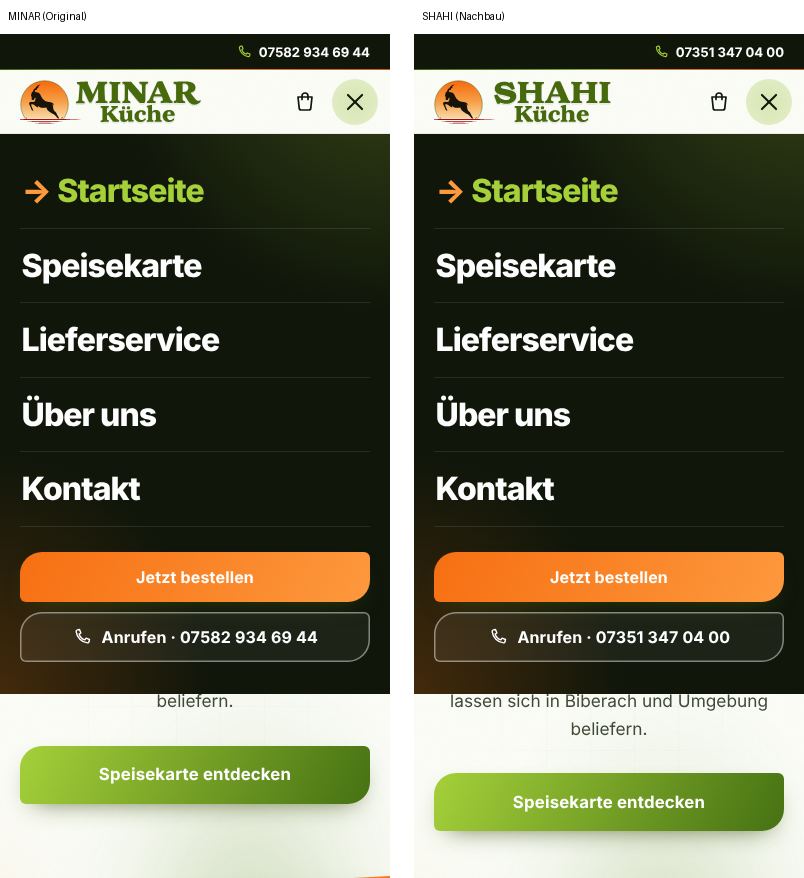 MINAR (Original)
07582 934 69 44
MINAR
Küche
→ Startseite
Speisekarte
Lieferservice
Über uns
Kontakt
Jetzt bestellen
Anrufen · 07582 934 69 44
beliefern.
Speisekarte entdecken
SHAHI (Nachbau)
07351 347 04 00
SHAHI
Küche
→ Startseite
Speisekarte
Lieferservice
Über uns
Kontakt
Jetzt bestellen
Anrufen · 07351 347 04 00
lassen sich in Biberach und Umgebung
beliefern.
Speisekarte entdecken